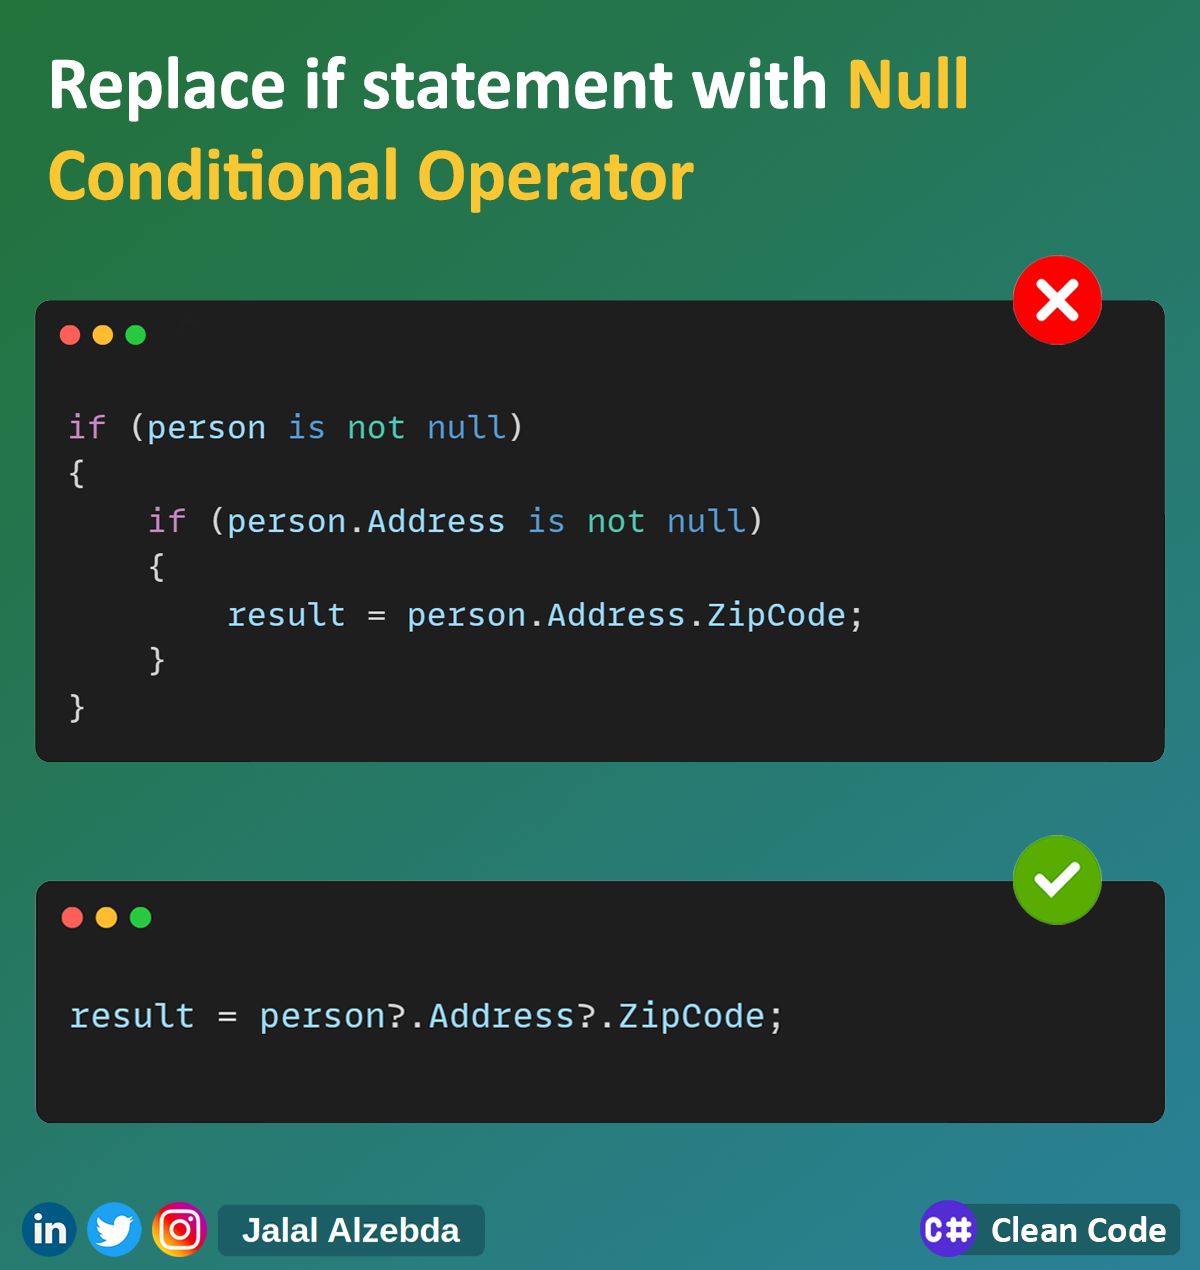 Replace if statement with Null
Conditional Operator
if (person is not null)
{
    if (person.Address is not null)
    {
        result = person.Address.ZipCode;
    }
}
result = person?.Address?.ZipCode;
in
Jalal Alzebda
C#
Clean Code